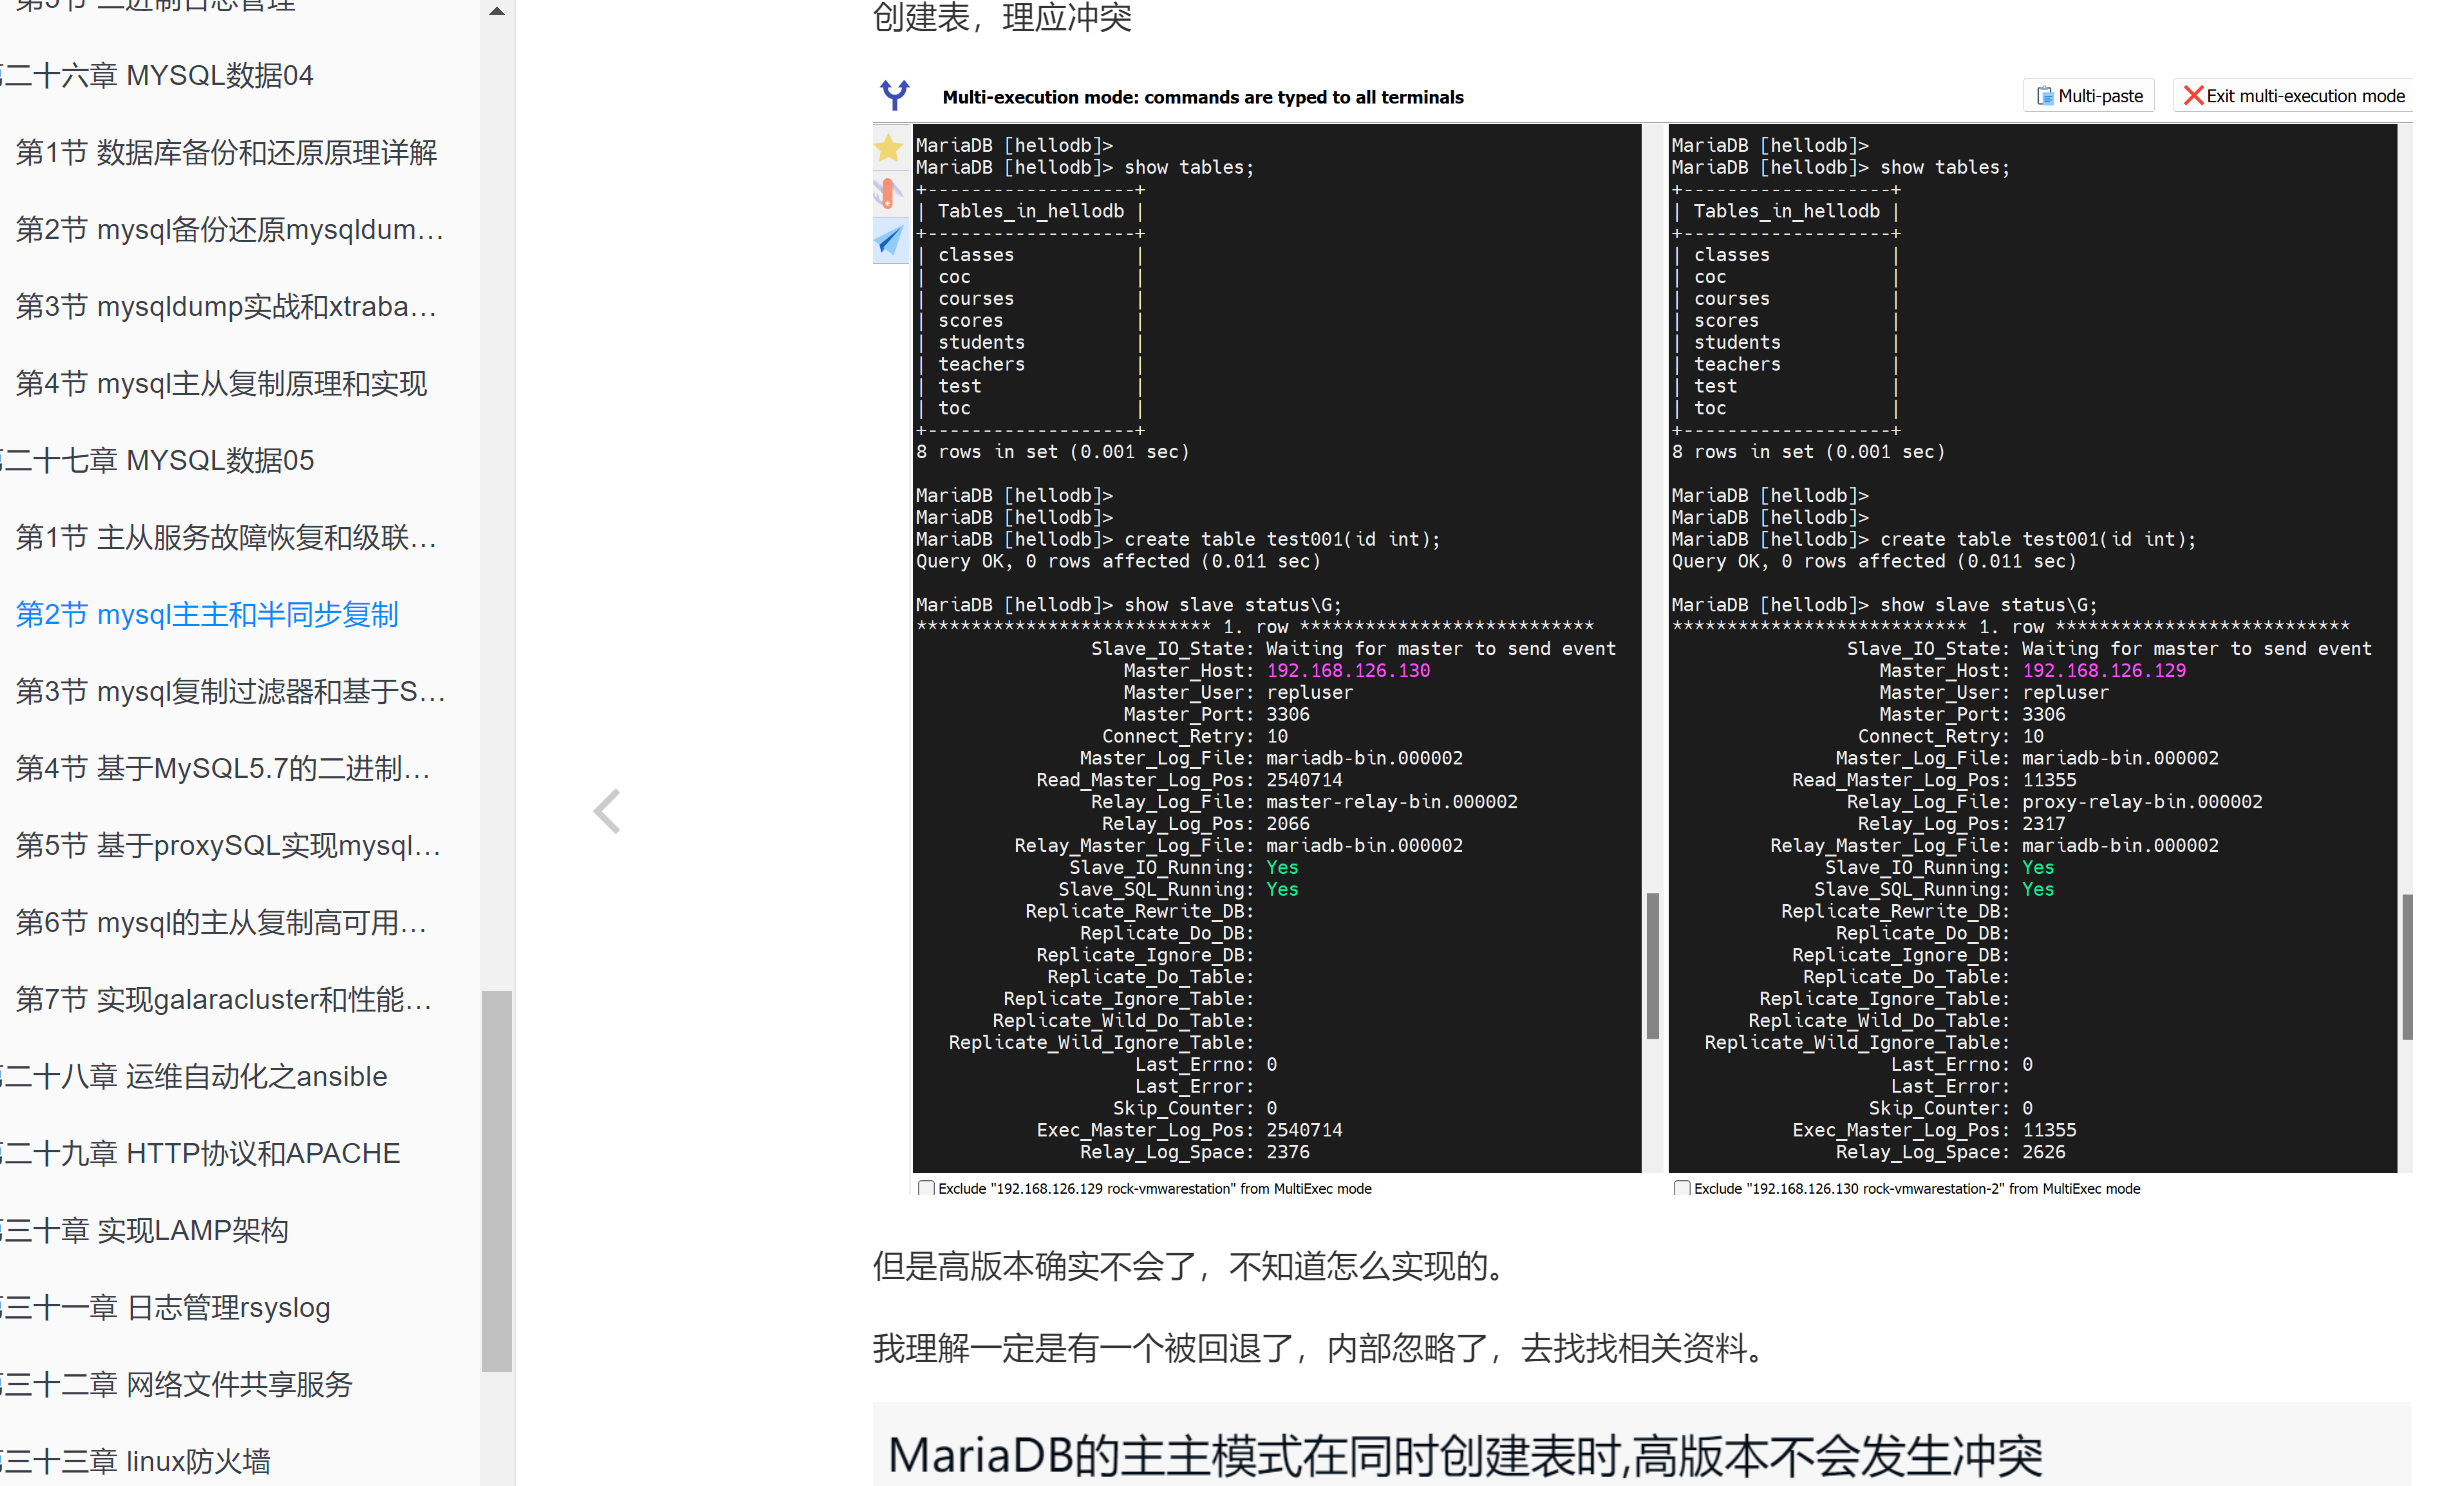 第5节 二进制日志管理
第二十六章 MYSQL数据04
第1节 数据库备份和还原原理详解
第2节 mysql备份还原mysqldum...
第3节 mysqldump实战和xtraba...
第4节 mysql主从复制原理和实现
第二十七章 MYSQL数据05
第1节 主从服务故障恢复和级联...
第2节 mysql主主和半同步复制
第3节 mysql复制过滤器和基于S...
第4节 基于MySQL5.7的二进制...
第5节 基于proxySQL实现mysql...
第6节 mysql的主从复制高可用...
第7节 实现galaracluster和性能...
第二十八章 运维自动化之ansible
第二十九章 HTTP协议和APACHE
第三十章 实现LAMP架构
第三十一章 日志管理rsyslog
第三十二章 网络文件共享服务
第三十三章 linux防火墙
创建表，理应冲突
Multi-execution mode: commands are typed to all terminals
Multi-paste
Exit multi-execution mode
MariaDB [hellodb]>
MariaDB [hellodb]> show tables;
+-------------------+
| Tables_in_hellodb |
+-------------------+
| classes           |
| coc               |
| courses           |
| scores            |
| students          |
| teachers          |
| test              |
| toc               |
+-------------------+
8 rows in set (0.001 sec)
MariaDB [hellodb]>
MariaDB [hellodb]>
MariaDB [hellodb]> create table test001(id int);
Query OK, 0 rows affected (0.011 sec)
MariaDB [hellodb]> show slave status\G;
*************************** 1. row ***************************
Slave_IO_State: Waiting for master to send event
Master_Host: 192.168.126.130
Master_User: repluser
Master_Port: 3306
Connect_Retry: 10
Master_Log_File: mariadb-bin.000002
Read_Master_Log_Pos: 2540714
Relay_Log_File: master-relay-bin.000002
Relay_Log_Pos: 2066
Relay_Master_Log_File: mariadb-bin.000002
Slave_IO_Running: Yes
Slave_SQL_Running: Yes
Replicate_Rewrite_DB:
Replicate_Do_DB:
Replicate_Ignore_DB:
Replicate_Do_Table:
Replicate_Ignore_Table:
Replicate_Wild_Do_Table:
Replicate_Wild_Ignore_Table:
Last_Errno: 0
Last_Error:
Skip_Counter: 0
Exec_Master_Log_Pos: 2540714
Relay_Log_Space: 2376
Exclude "192.168.126.129 rock-vmwarestation" from MultiExec mode
MariaDB [hellodb]>
MariaDB [hellodb]> show tables;
+-------------------+
| Tables_in_hellodb |
+-------------------+
| classes           |
| coc               |
| courses           |
| scores            |
| students          |
| teachers          |
| test              |
| toc               |
+-------------------+
8 rows in set (0.001 sec)
MariaDB [hellodb]>
MariaDB [hellodb]>
MariaDB [hellodb]> create table test001(id int);
Query OK, 0 rows affected (0.011 sec)
MariaDB [hellodb]> show slave status\G;
*************************** 1. row ***************************
Slave_IO_State: Waiting for master to send event
Master_Host: 192.168.126.129
Master_User: repluser
Master_Port: 3306
Connect_Retry: 10
Master_Log_File: mariadb-bin.000002
Read_Master_Log_Pos: 11355
Relay_Log_File: proxy-relay-bin.000002
Relay_Log_Pos: 2317
Relay_Master_Log_File: mariadb-bin.000002
Slave_IO_Running: Yes
Slave_SQL_Running: Yes
Replicate_Rewrite_DB:
Replicate_Do_DB:
Replicate_Ignore_DB:
Replicate_Do_Table:
Replicate_Ignore_Table:
Replicate_Wild_Do_Table:
Replicate_Wild_Ignore_Table:
Last_Errno: 0
Last_Error:
Skip_Counter: 0
Exec_Master_Log_Pos: 11355
Relay_Log_Space: 2626
Exclude "192.168.126.130 rock-vmwarestation-2" from MultiExec mode
但是高版本确实不会了，不知道怎么实现的。
我理解一定是有一个被回退了，内部忽略了，去找找相关资料。
MariaDB的主主模式在同时创建表时,高版本不会发生冲突